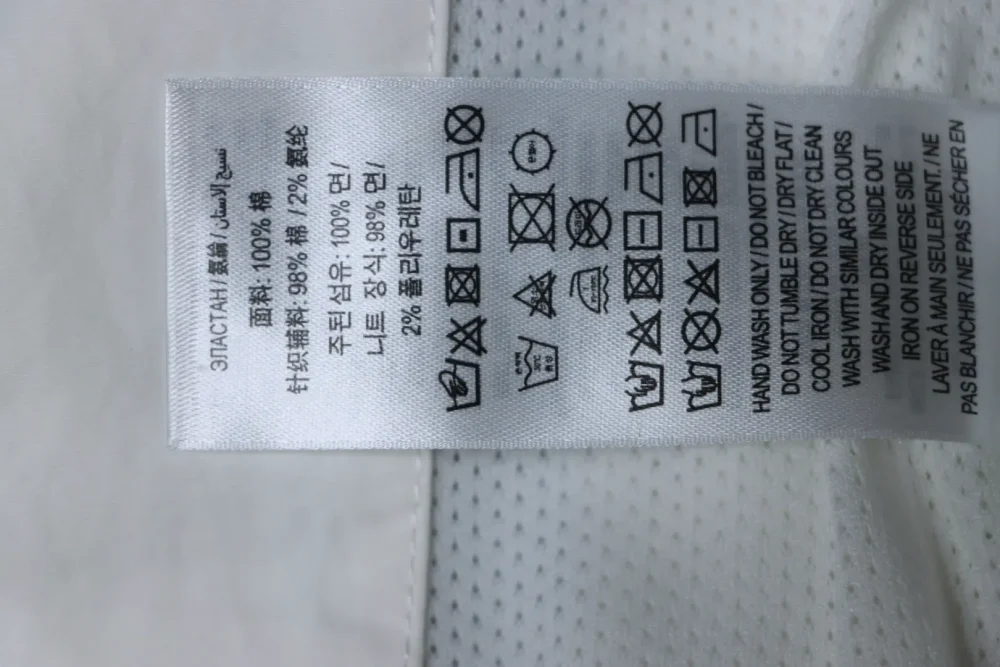 ЭЛАСТАН / 氨綸 / نسيج الاستان
面料: 100% 棉
针织辅料: 98% 棉 / 2% 氨纶
주된 섬유: 100% 면 /
니트 장식: 98% 면 /
2% 폴리우레탄
HAND WASH ONLY / DO NOT BLEACH /
DO NOT TUMBLE DRY / DRY FLAT /
COOL IRON / DO NOT DRY CLEAN
WASH WITH SIMILAR COLOURS
WASH AND DRY INSIDE OUT
IRON ON REVERSE SIDE
LAVER À MAIN SEULEMENT. / NE
PAS BLANCHIR / NE PAS SÉCHER EN